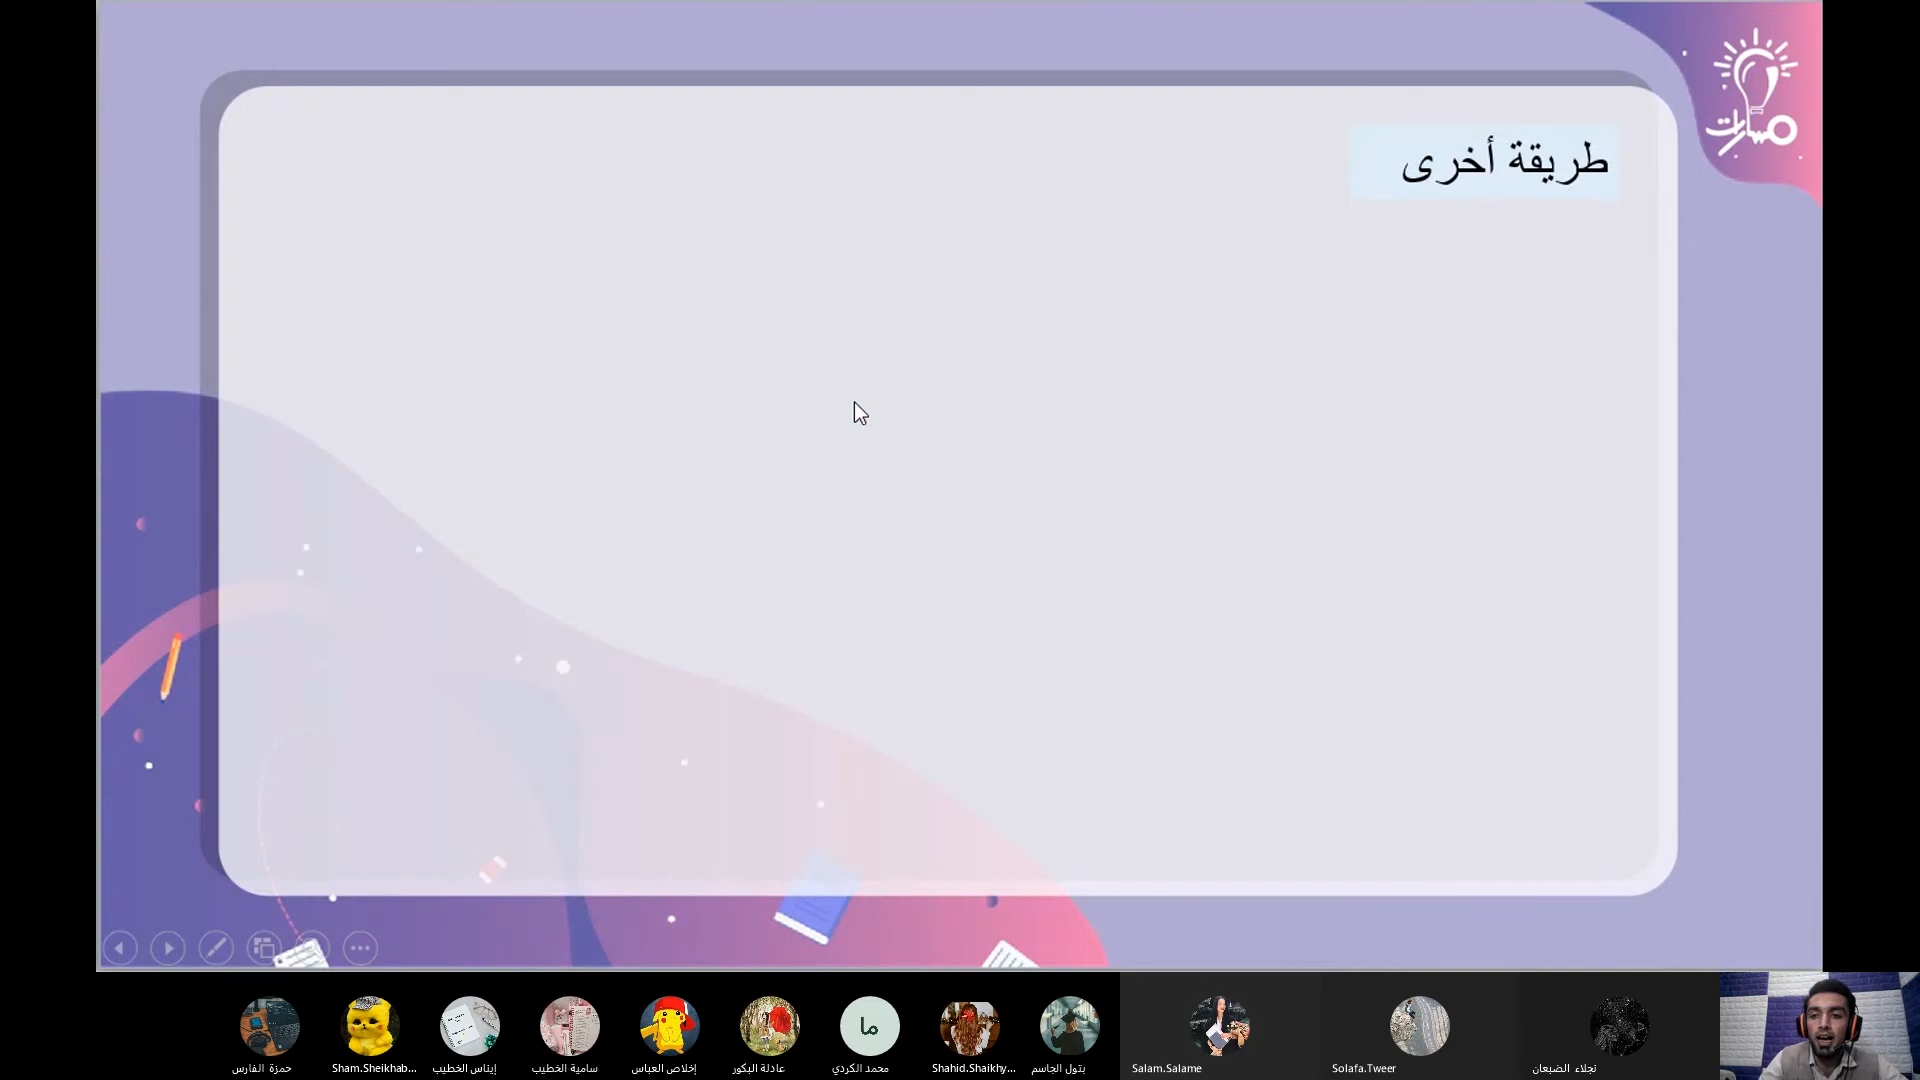 مسارات
طريقة أخرى
حمزة الفارس
Sham.Sheikhab...
إيناس الخطيب
سامية الخطيب
إخلاص العباس
عادلة البكور
ما
محمد الكردي
Shahid.Shaikhy...
بتول الجاسم
Salam.Salame
Solafa.Tweer
نجلاء الضبعان